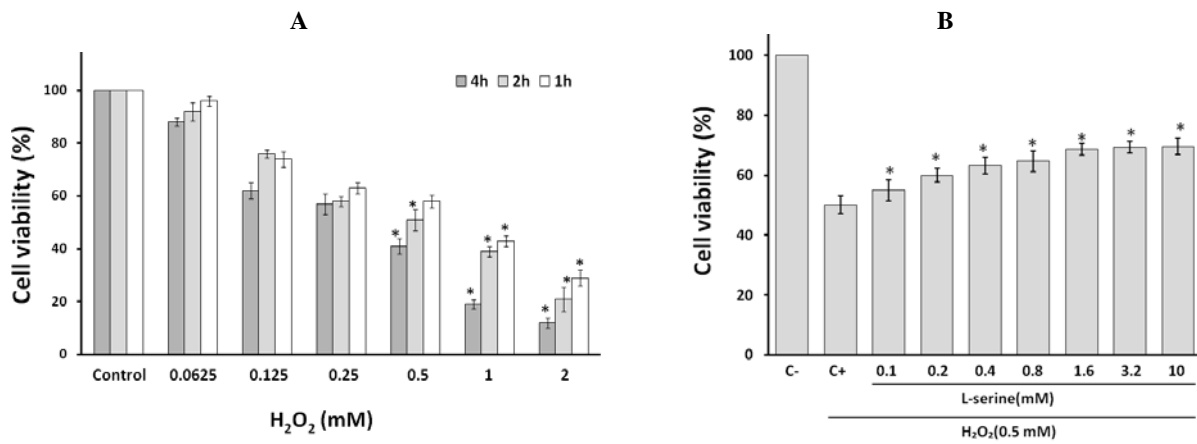 A
4h 2h 1h
Cell viability (%)
100
80
60
40
20
0
* * * * * * * *
Control 0.0625 0.125 0.25 0.5 1 2
H₂O₂ (mM)
B
Cell viability (%)
100
80
60
40
20
0
* * * * * * *
C- C+ 0.1 0.2 0.4 0.8 1.6 3.2 10
L-serine(mM)
H₂O₂(0.5 mM)